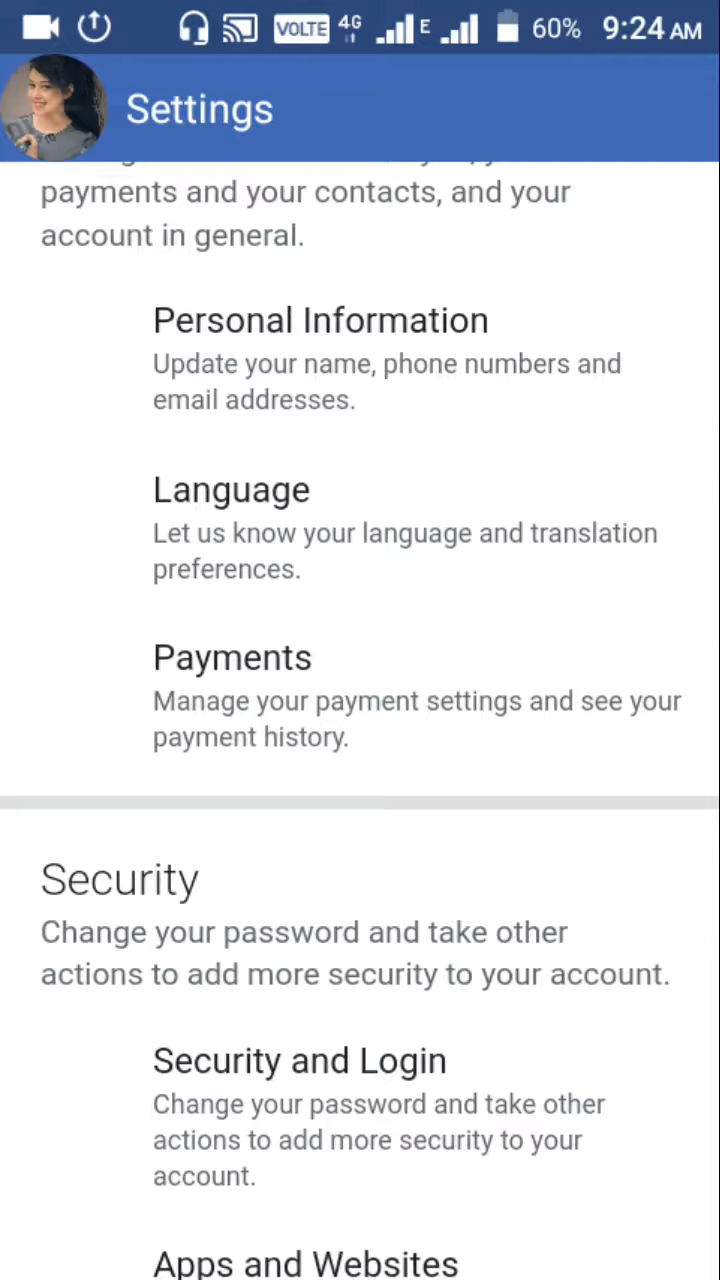 VOLTE 4G E 60% 9:24 AM
Settings
payments and your contacts, and your
account in general.
Personal Information
Update your name, phone numbers and
email addresses.
Language
Let us know your language and translation
preferences.
Payments
Manage your payment settings and see your
payment history.
Security
Change your password and take other
actions to add more security to your account.
Security and Login
Change your password and take other
actions to add more security to your
account.
Apps and Websites